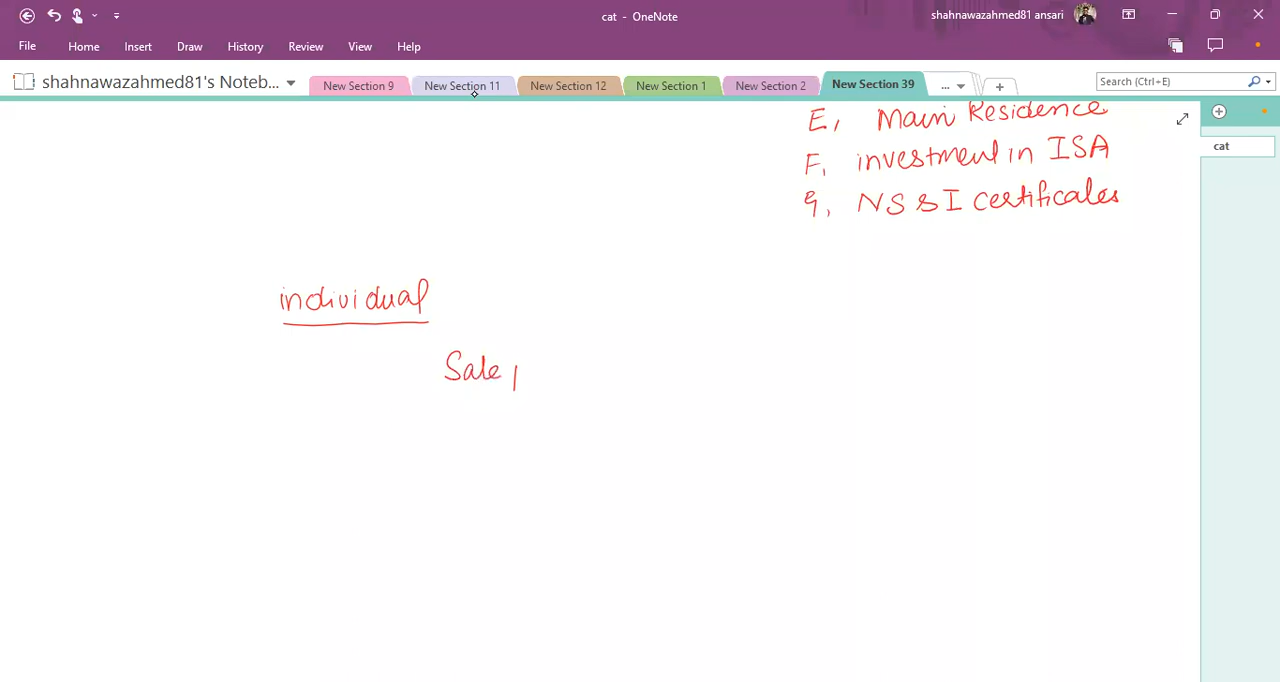 cat - OneNote
shahnawazahmed81 ansari
File Home Insert Draw History Review View Help
shahnawazahmed81's Noteb...
New Section 9 New Section 11 New Section 12 New Section 1 New Section 2 New Section 39 ...
Search (Ctrl+E)
cat
E, Main Residence
F, investment in ISA
G, NS & I certificates
individual
Sale